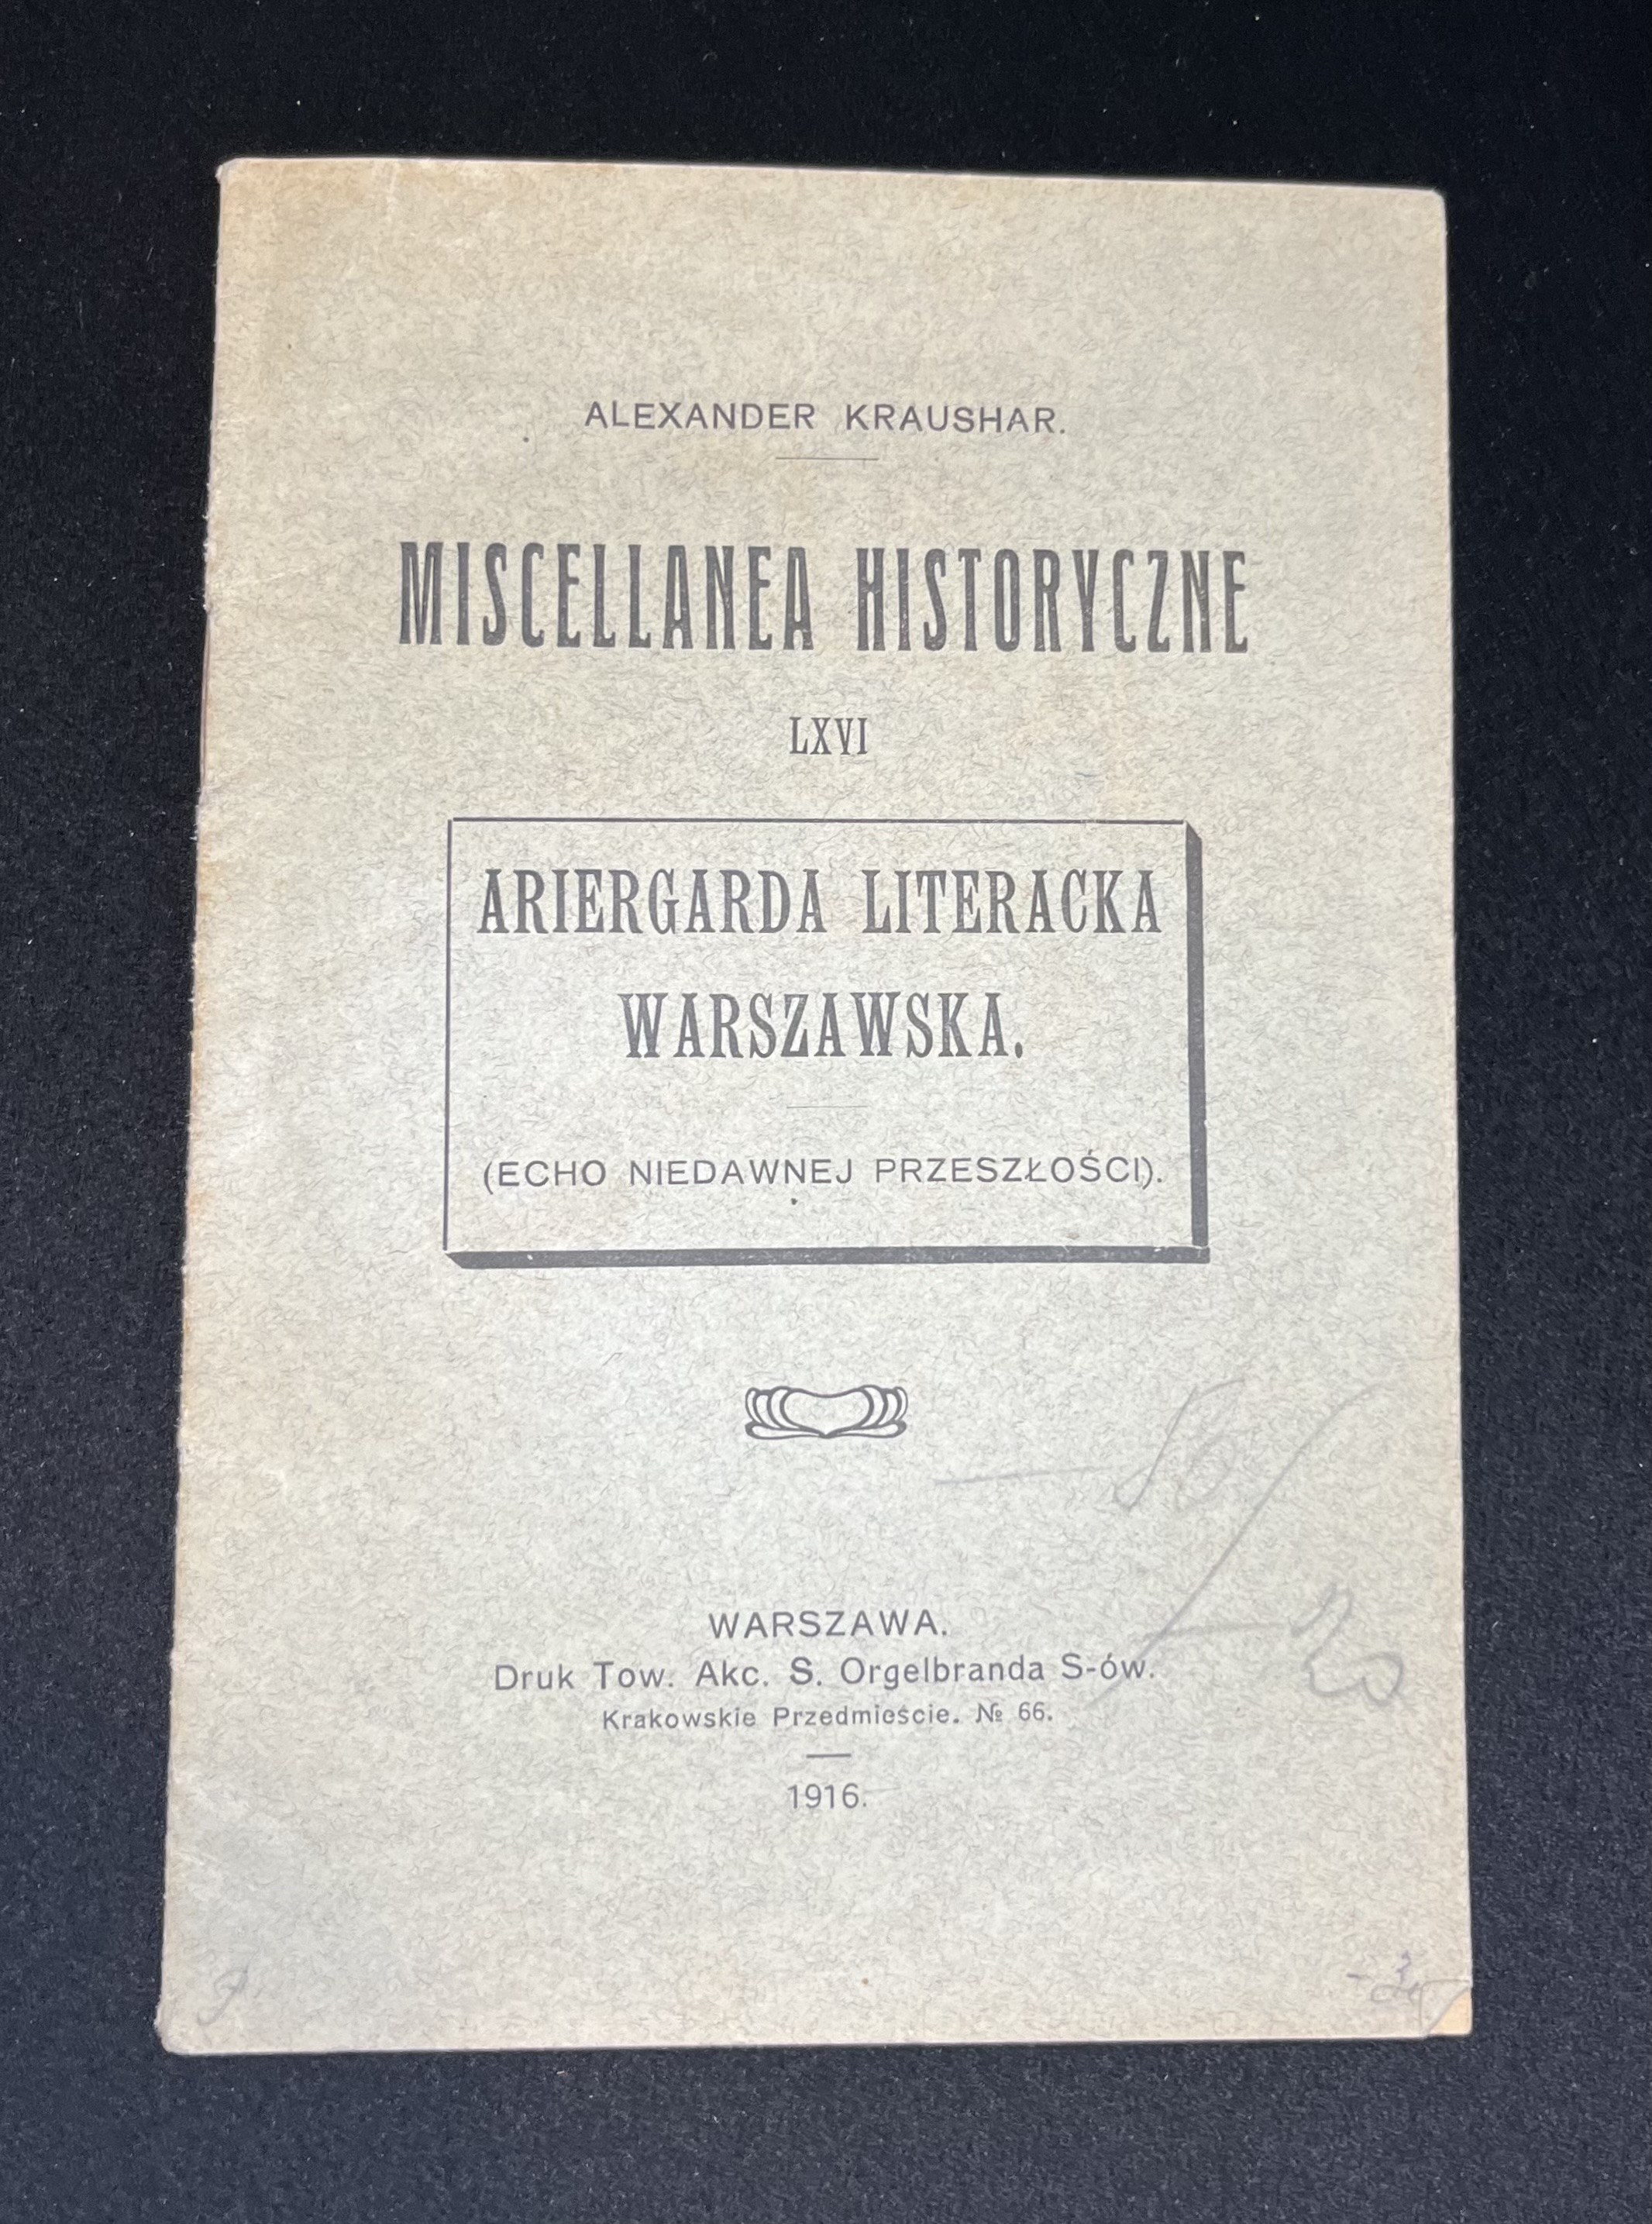 ALEXANDER KRAUSHAR.
MISCELLANEA HISTORYCZNE
LXVI
ARIERGARDA LITERACKA
WARSZAWSKA.
(ECHO NIEDAWNEJ PRZESZŁOŚCI).
WARSZAWA.
Druk Tow. Akc. S. Orgelbranda S-ów.
Krakowskie Przedmieście. № 66.
1916.